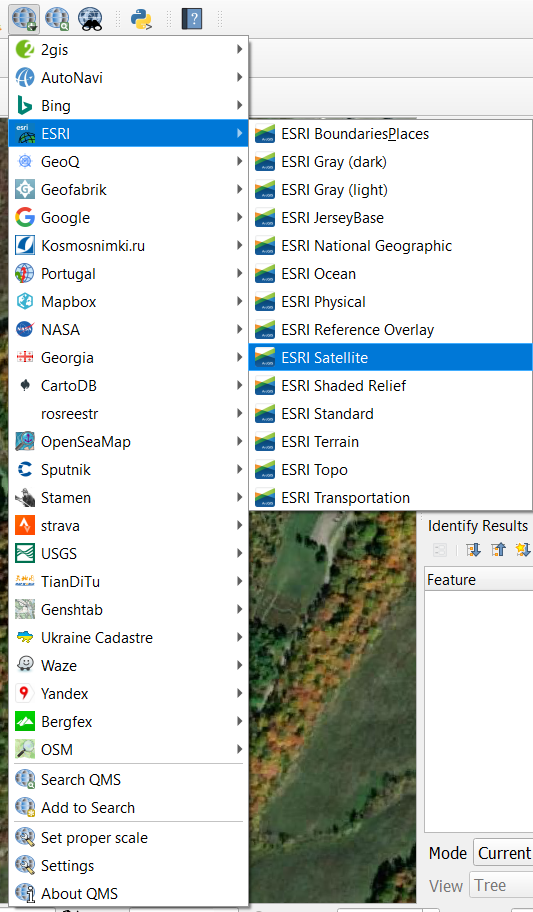 2gis
AutoNavi
Bing
ESRI
GeoQ
Geofabrik
Google
Kosmosnimki.ru
Portugal
Mapbox
NASA
Georgia
CartoDB
rosreestr
OpenSeaMap
Sputnik
Stamen
strava
USGS
TianDiTu
Genshtab
Ukraine Cadastre
Waze
Yandex
Bergfex
OSM
Search QMS
Add to Search
Set proper scale
Settings
About QMS
ESRI BoundariesPlaces
ESRI Gray (dark)
ESRI Gray (light)
ESRI JerseyBase
ESRI National Geographic
ESRI Ocean
ESRI Physical
ESRI Reference Overlay
ESRI Satellite
ESRI Shaded Relief
ESRI Standard
ESRI Terrain
ESRI Topo
ESRI Transportation
Identify Results
Feature
Mode Current
View Tree